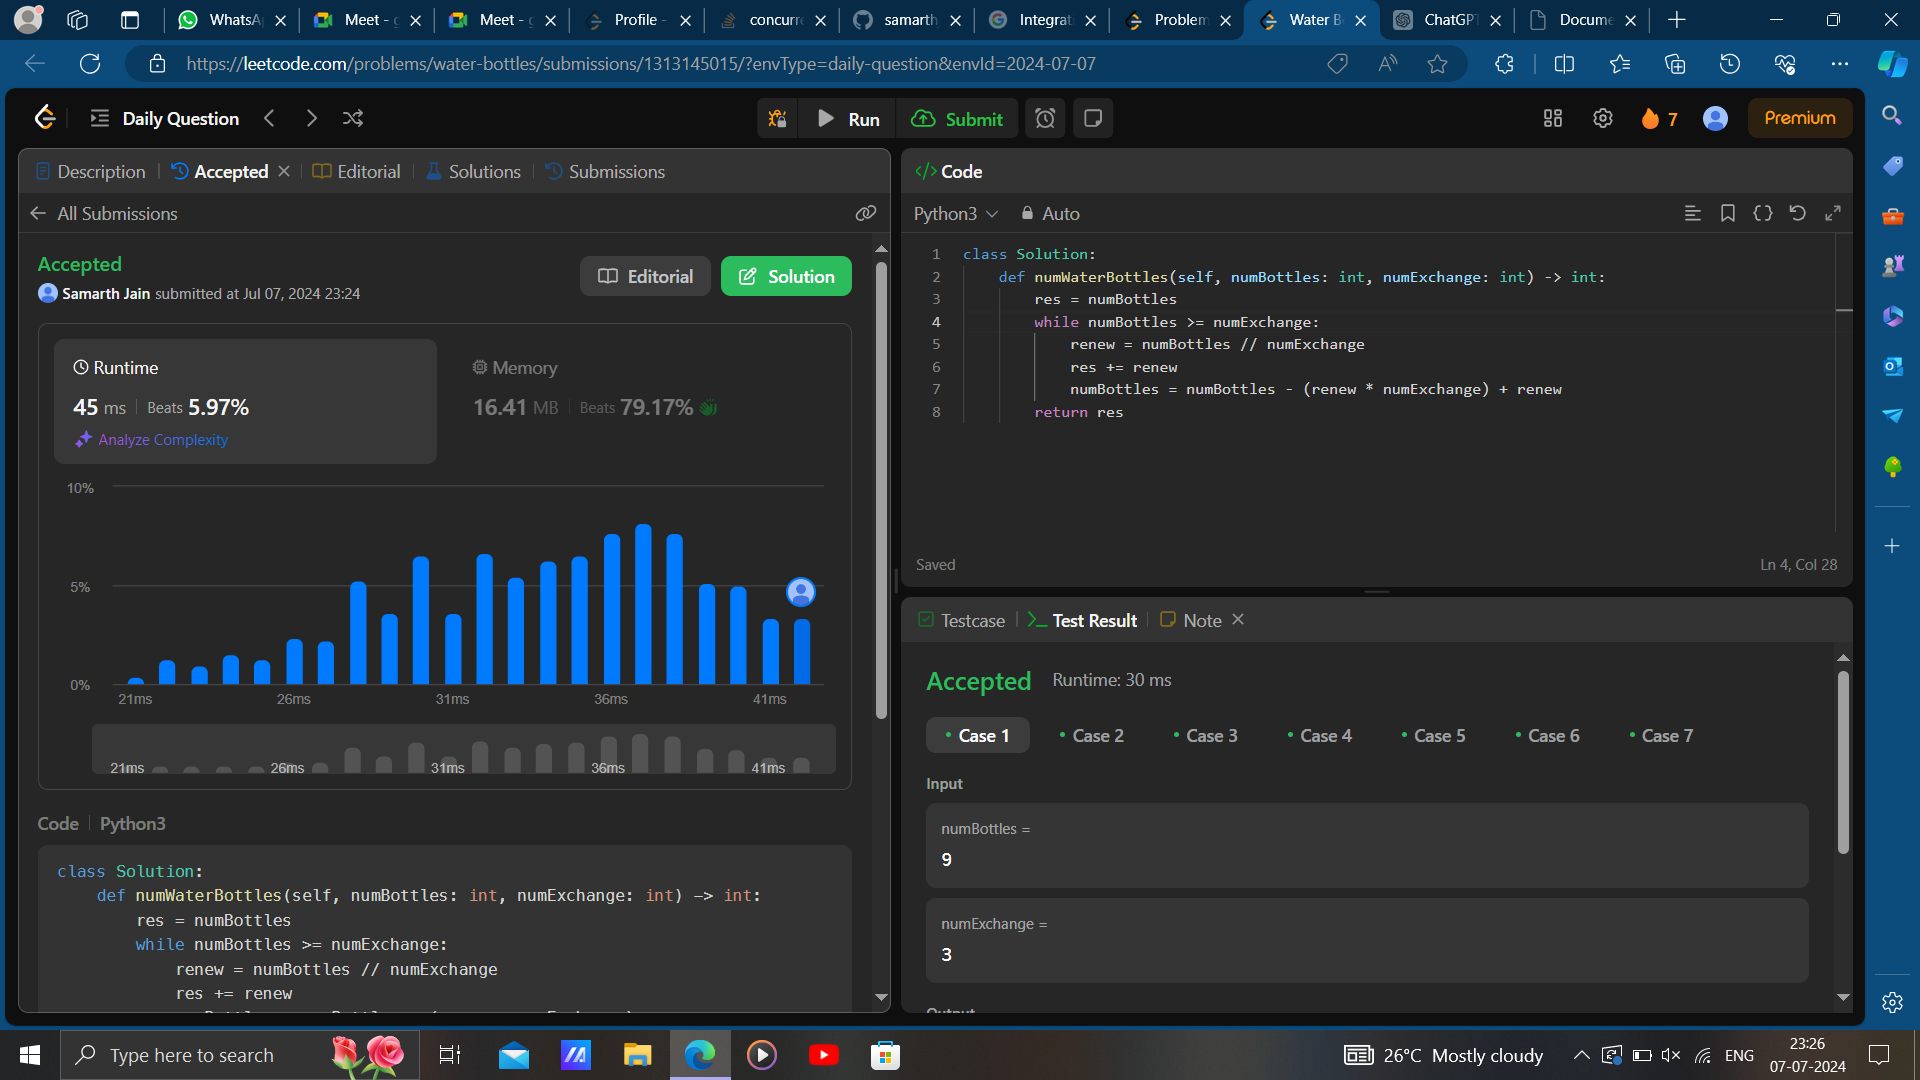 WhatsA
Meet - g
Meet - g
Profile -
concurre
samarth
Integrat
Problem
Water B
ChatGPT
Docume
https://leetcode.com/problems/water-bottles/submissions/1313145015/?envType=daily-question&envId=2024-07-07
Daily Question
Run
Submit
7
Premium
Description
Accepted
Editorial
Solutions
Submissions
All Submissions
Accepted
Samarth Jain submitted at Jul 07, 2024 23:24
Editorial
Solution
Runtime
45 ms
Beats 5.97%
Analyze Complexity
Memory
16.41 MB
Beats 79.17%
10%
5%
0%
21ms 26ms 31ms 36ms 41ms
21ms 26ms 31ms 36ms 41ms
Code
Python3
class Solution:
def numWaterBottles(self, numBottles: int, numExchange: int) -> int:
res = numBottles
while numBottles >= numExchange:
renew = numBottles // numExchange
res += renew
</> Code
Python3
Auto
1 class Solution:
2 def numWaterBottles(self, numBottles: int, numExchange: int) -> int:
3 res = numBottles
4 while numBottles >= numExchange:
5 renew = numBottles // numExchange
6 res += renew
7 numBottles = numBottles - (renew * numExchange) + renew
8 return res
Saved
Ln 4, Col 28
Testcase
Test Result
Note
Accepted
Runtime: 30 ms
Case 1
Case 2
Case 3
Case 4
Case 5
Case 6
Case 7
Input
numBottles =
9
numExchange =
3
Output
Type here to search
26°C Mostly cloudy
ENG
23:26
07-07-2024